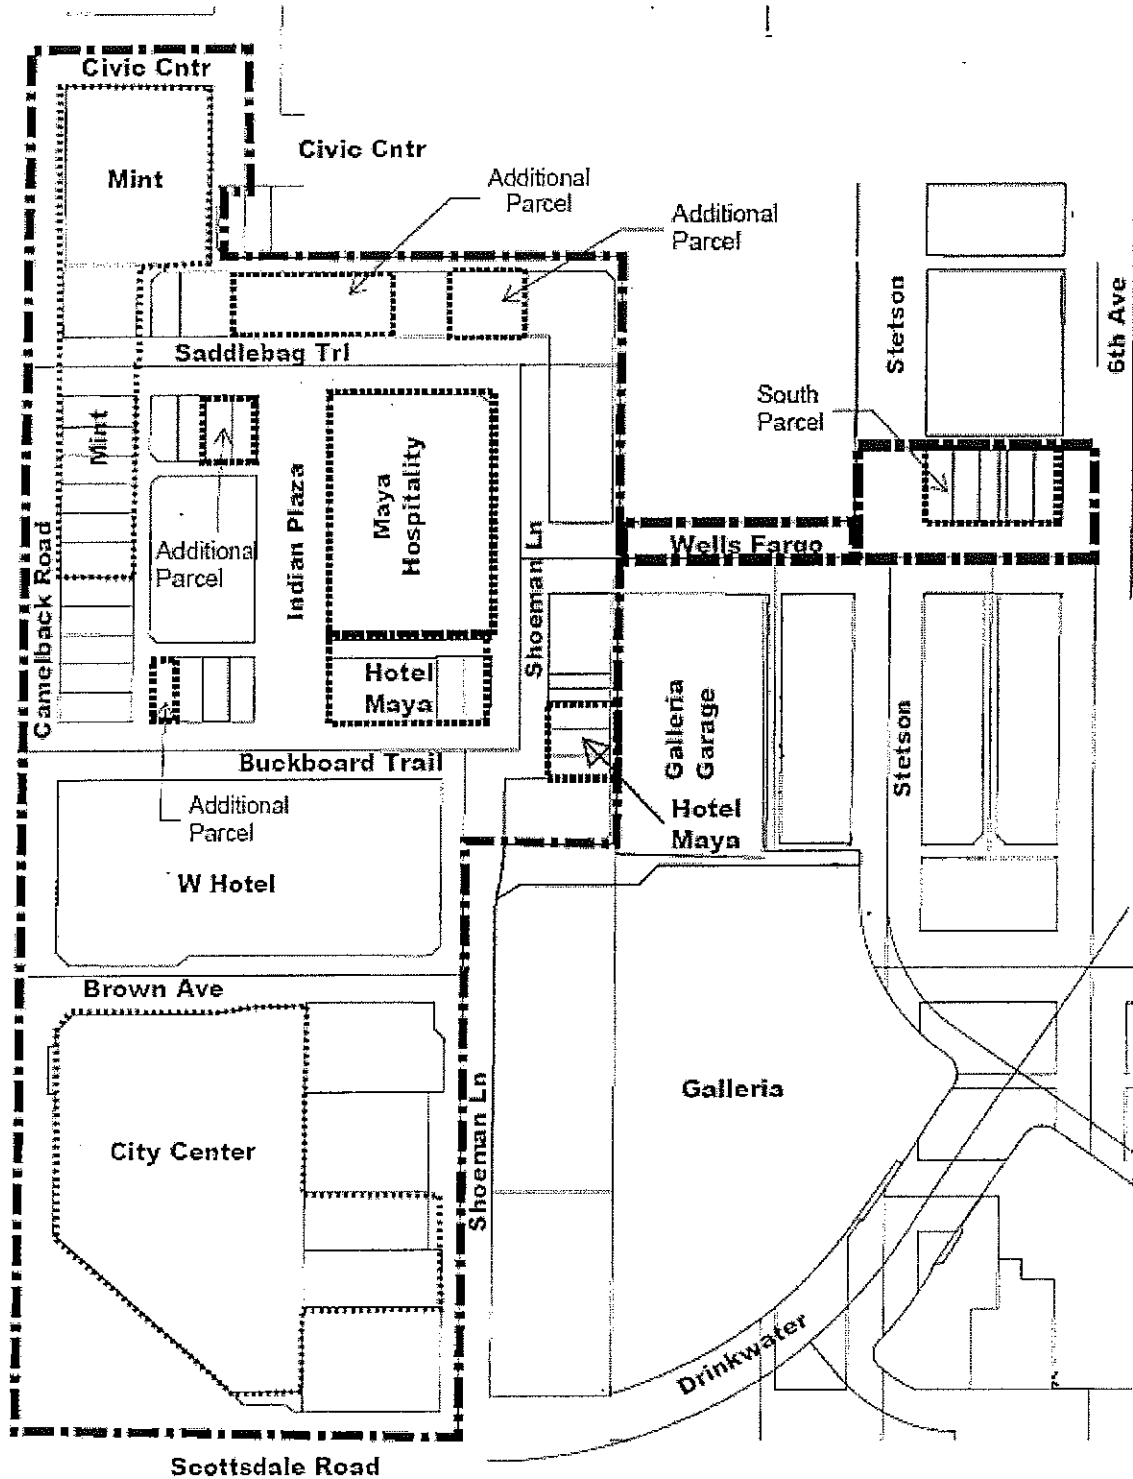 Civic Cntr
Mint
Civic Cntr
Additional
Parcel
Additional
Parcel
Saddlebag Trl
Stetson
6th Ave
South
Parcel
Mint
Maya
Hospitality
Indian Plaza
Additional
Parcel
Camelback Road
Shoeman Ln
Wells Fargo
Hotel
Maya
Galleria
Garage
Stetson
Buckboard Trail
Additional
Parcel
Hotel
Maya
W Hotel
Brown Ave
City Center
Shoeman Ln
Galleria
Drinkwater
Scottsdale Road